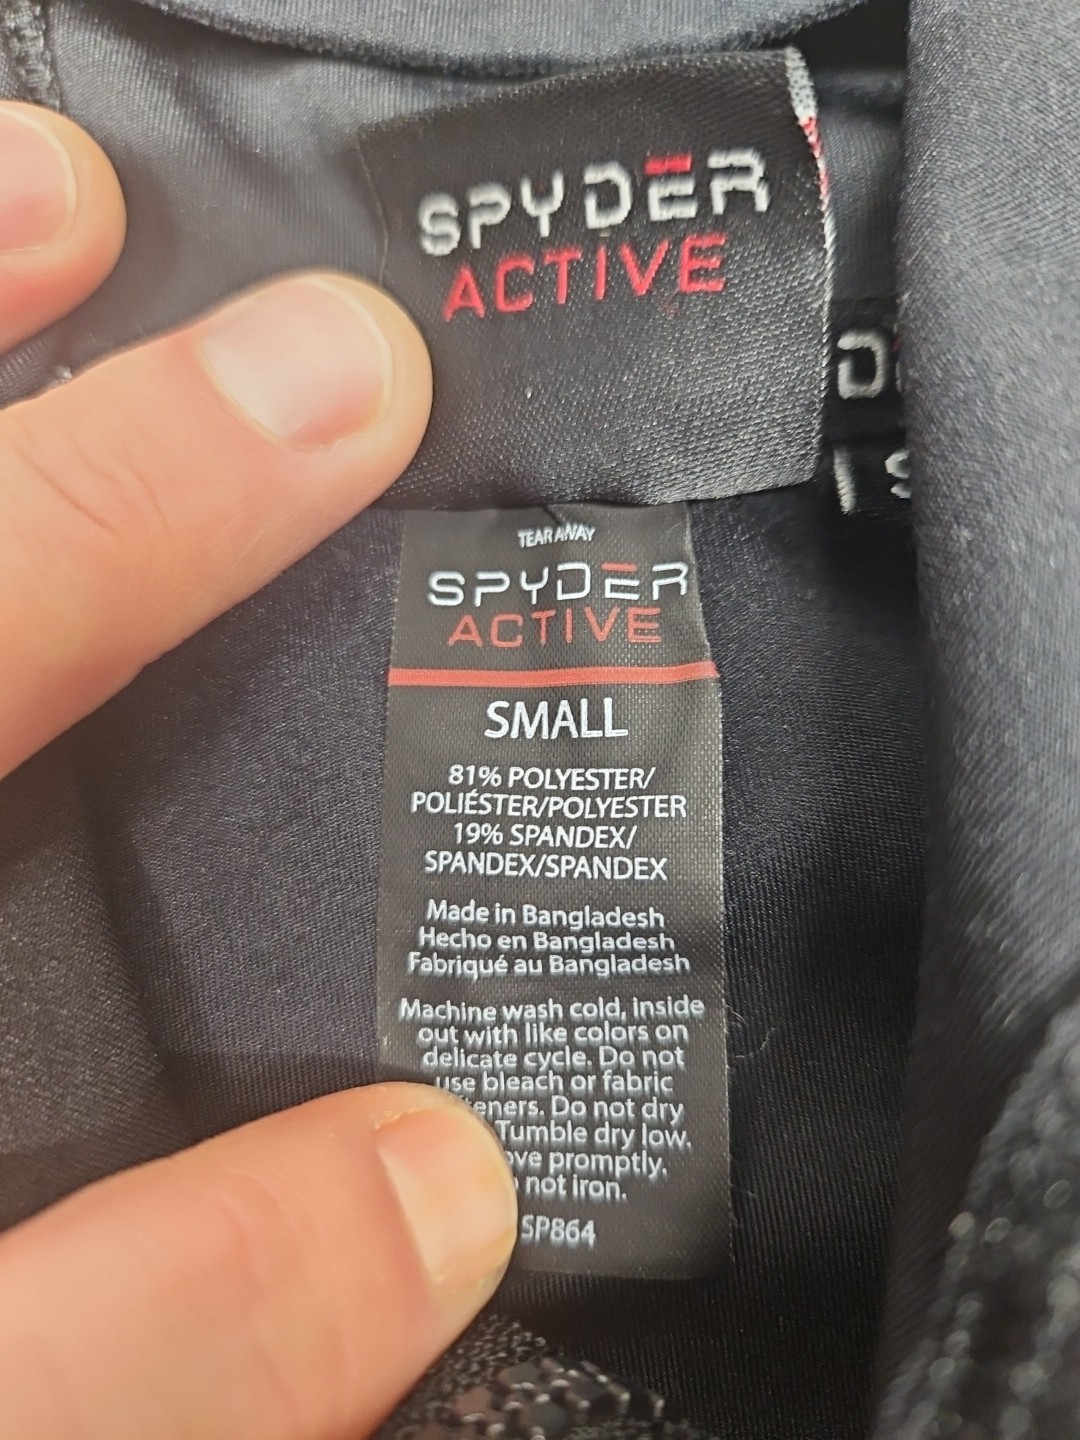 SPYDER
ACTIVE
D
S
TEAR AWAY
SPYDER
ACTIVE
SMALL
81% POLYESTER/
POLIÉSTER/POLYESTER
19% SPANDEX/
SPANDEX/SPANDEX
Made in Bangladesh
Hecho en Bangladesh
Fabriqué au Bangladesh
Machine wash cold, inside
out with like colors on
delicate cycle. Do not
use bleach or fabric
Do not dry
Tumble dry low.
promptly.
not iron.
SP864